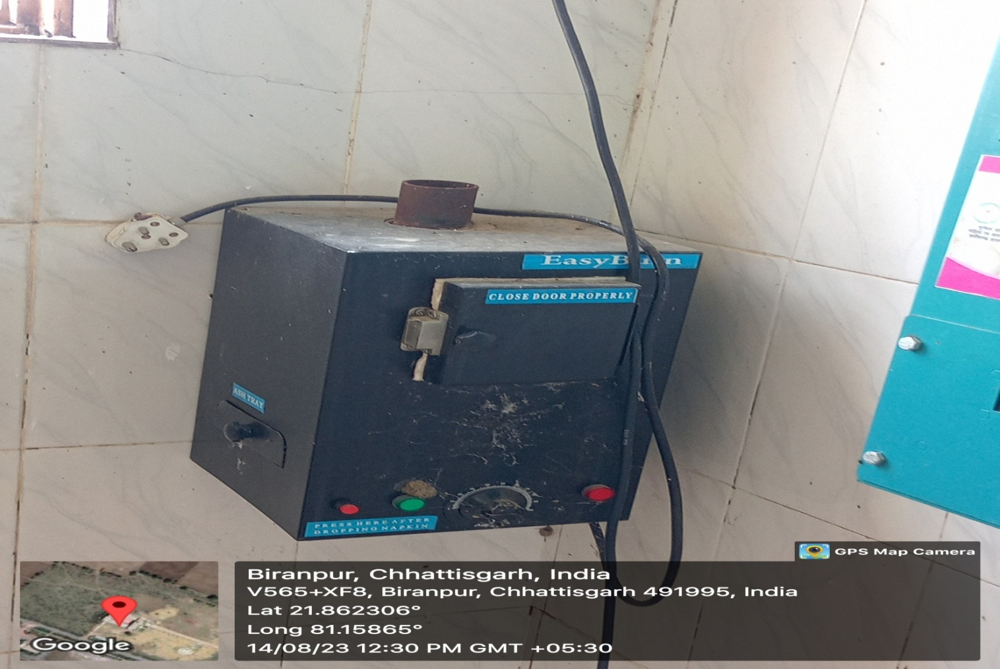 EasyBurn
CLOSE DOOR PROPERLY
ASH TRAY
PRESS HERE AFTER
DROPPING NAPKIN
GPS Map Camera
Biranpur, Chhattisgarh, India
V565+XF8, Biranpur, Chhattisgarh 491995, India
Lat 21.862306°
Long 81.15865°
14/08/23 12:30 PM GMT +05:30
Google